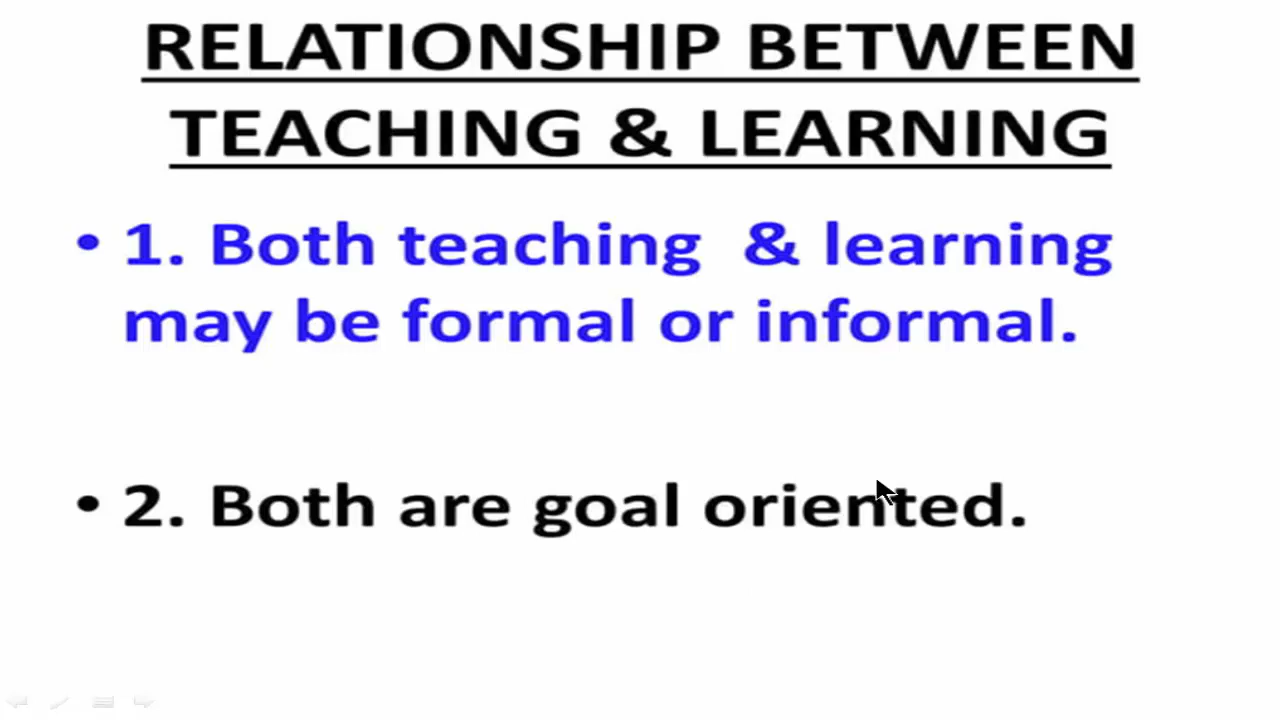 RELATIONSHIP BETWEEN
TEACHING & LEARNING
• 1. Both teaching & learning
may be formal or informal.
• 2. Both are goal oriented.